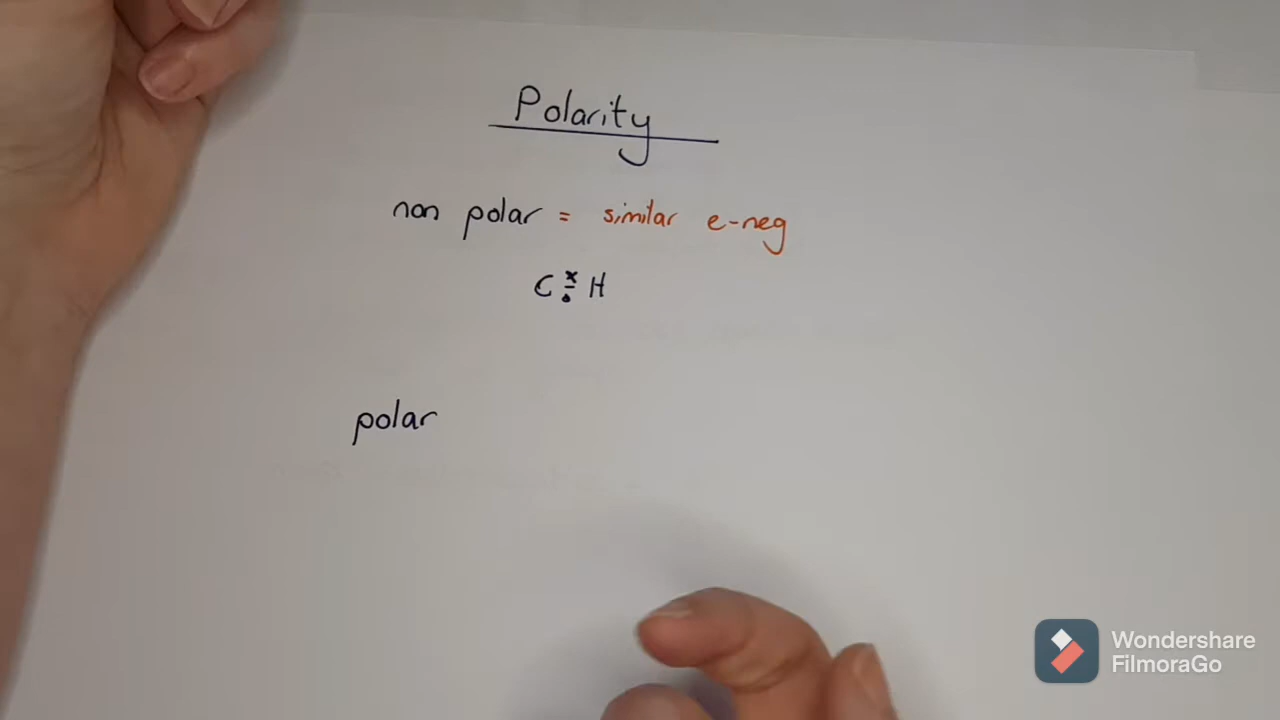 Polarity
non polar = similar e-neg
C ẋ H
polar
Wondershare
FilmoraGo